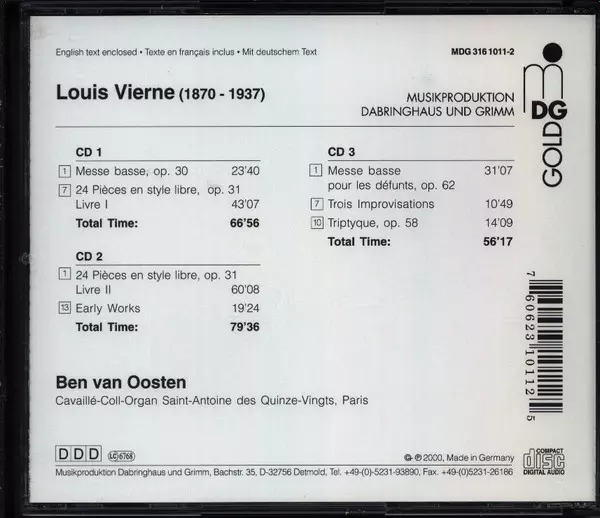 English text enclosed • Texte en français inclus • Mit deutschem Text
MDG 316 1011-2
Louis Vierne (1870 - 1937)
MUSIKPRODUKTION
DABRINGHAUS UND GRIMM
mDG
GOLD
CD 1
1 Messe basse, op. 30 23'40
7 24 Pièces en style libre, op. 31
Livre I 43'07
Total Time: 66'56
CD 2
1 24 Pièces en style libre, op. 31
Livre II 60'08
13 Early Works 19'24
Total Time: 79'36
CD 3
1 Messe basse 31'07
pour les défunts, op. 62
7 Trois Improvisations 10'49
10 Triptyque, op. 58 14'09
Total Time: 56'17
7 60623 10112 5
Ben van Oosten
Cavaillé-Coll-Organ Saint-Antoine des Quinze-Vingts, Paris
DDD LC 6768
© ℗ 2000, Made in Germany
COMPACT
disc
DIGITAL AUDIO
Musikproduktion Dabringhaus und Grimm, Bachstr. 35, D-32756 Detmold, Tel. +49-(0)-5231-93890, Fax. +49-(0)5231-26186